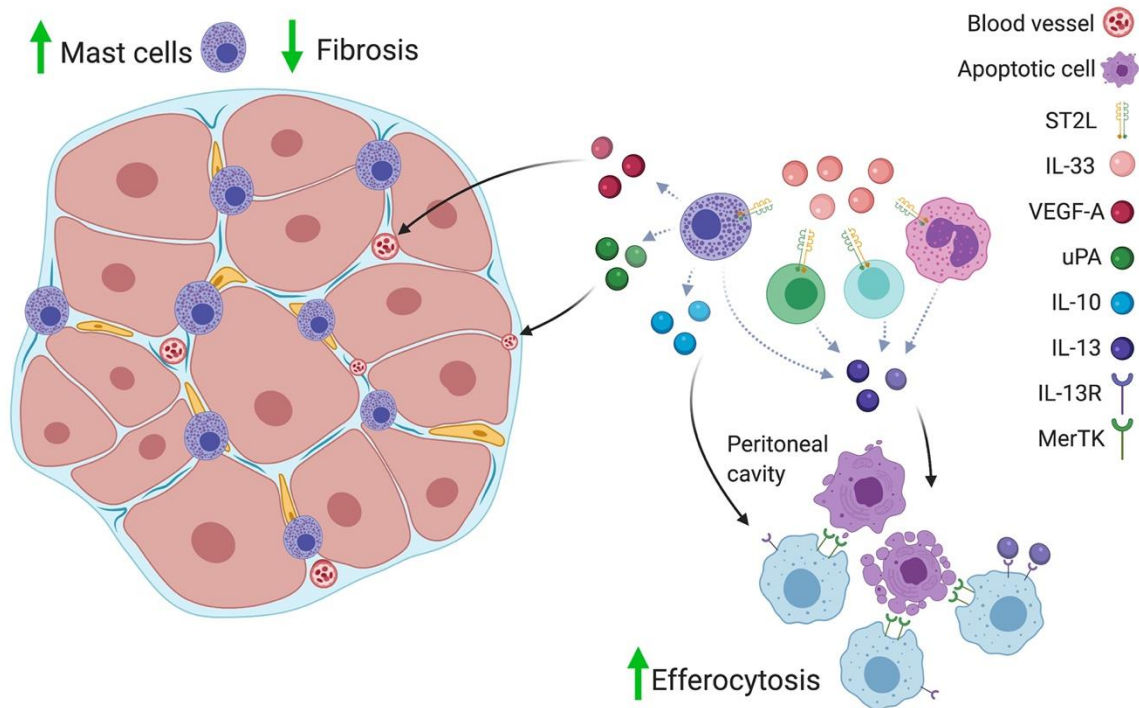 Mast cells
Fibrosis
Blood vessel
Apoptotic cell
ST2L
IL-33
VEGF-A
uPA
IL-10
IL-13
IL-13R
MerTK
Peritoneal
cavity
Efferocytosis